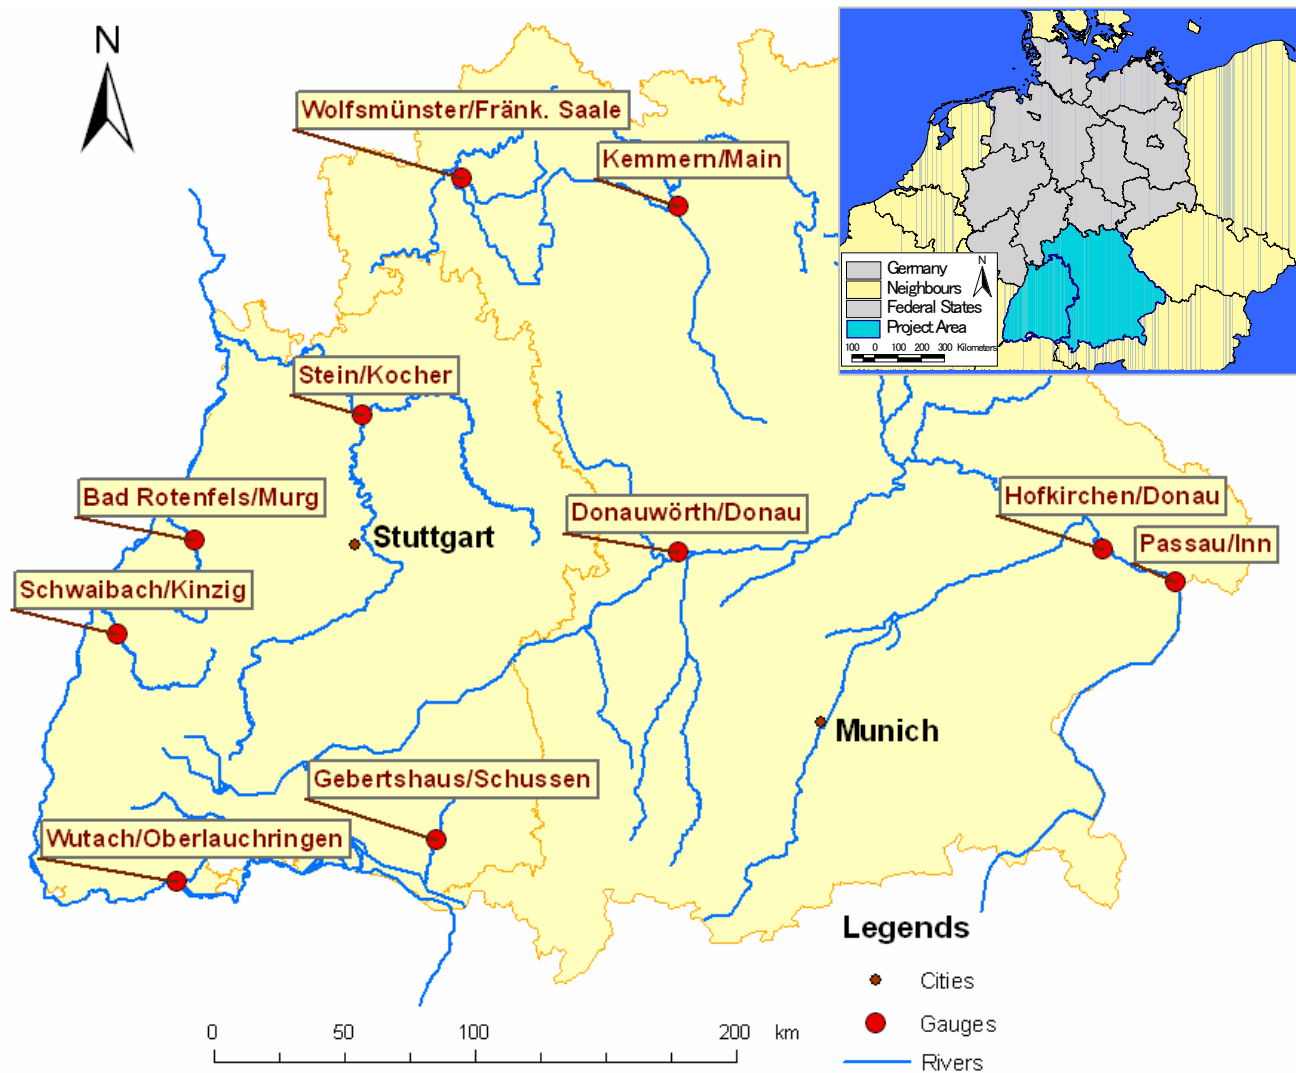 N
Wolfsmünster/Fränk. Saale
Kemmern/Main
Germany
Neighbours
Federal States
Project Area
N
100 0 100 200 300 Kilometers
Stein/Kocher
Bad Rotenfels/Murg
Stuttgart
Donauwörth/Donau
Hofkirchen/Donau
Passau/Inn
Schwaibach/Kinzig
Munich
Gebertshaus/Schussen
Wutach/Oberlauchringen
Legends
Cities
Gauges
Rivers
0 50 100 200 km